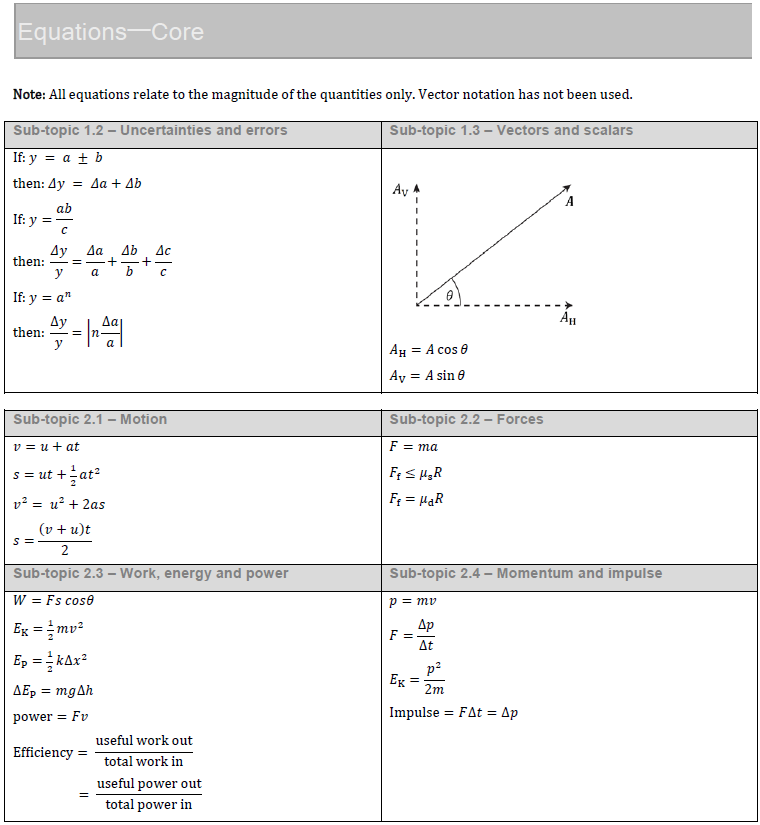 Equations—Core
Note: All equations relate to the magnitude of the quantities only. Vector notation has not been used.
Sub-topic 1.2 – Uncertainties and errors
If: y = a ± b
then: Δy = Δa + Δb
If: y = ab/c
then: Δy/y = Δa/a + Δb/b + Δc/c
If: y = aⁿ
then: Δy/y = |n Δa/a|
Sub-topic 1.3 – Vectors and scalars
A_V
A
θ
A_H
A_H = A cos θ
A_V = A sin θ
Sub-topic 2.1 – Motion
v = u + at
s = ut + ½at²
v² = u² + 2as
s = (v + u)t/2
Sub-topic 2.2 – Forces
F = ma
F_f ≤ μ_s R
F_f = μ_d R
Sub-topic 2.3 – Work, energy and power
W = Fs cosθ
E_K = ½mv²
E_P = ½kΔx²
ΔE_P = mgΔh
power = Fv
Efficiency = useful work out / total work in
= useful power out / total power in
Sub-topic 2.4 – Momentum and impulse
p = mv
F = Δp/Δt
E_K = p²/2m
Impulse = FΔt = Δp